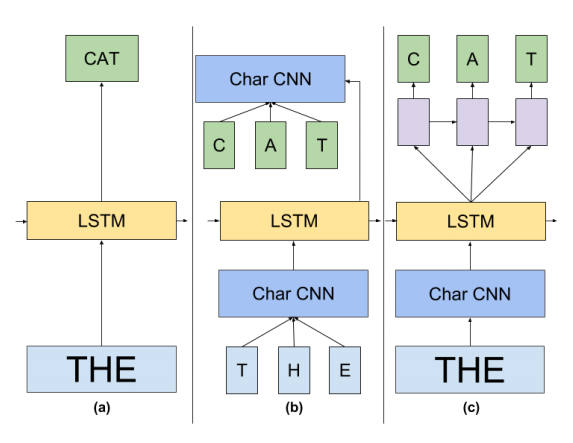 CAT
LSTM
THE
(a)
Char CNN
C A T
LSTM
Char CNN
T H E
(b)
C A T
LSTM
Char CNN
THE
(c)